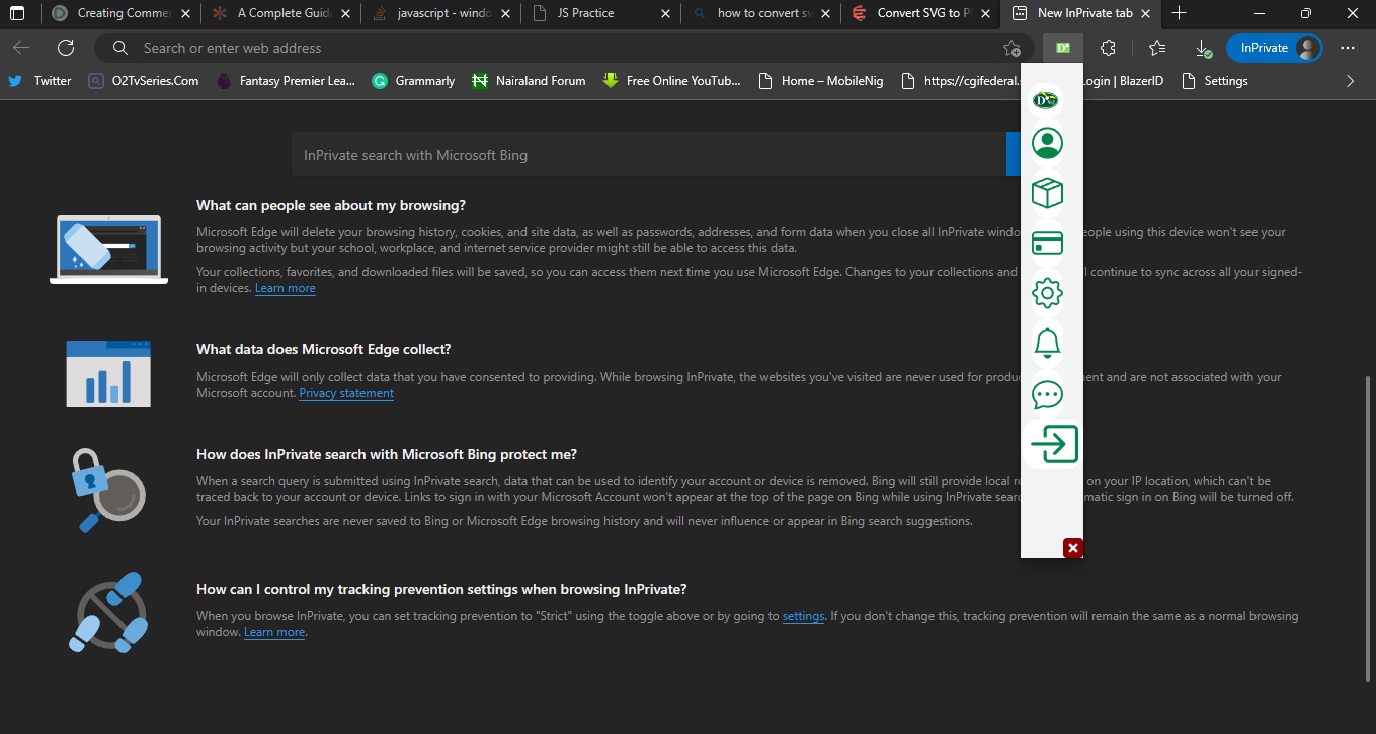 Creating Commer
A Complete Guid
javascript - windo
JS Practice
how to convert sv
Convert SVG to P
New InPrivate tab
Search or enter web address
InPrivate
Twitter
O2TvSeries.Com
Fantasy Premier Lea...
Grammarly
Nairaland Forum
Free Online YouTub...
Home – MobileNig
https://cgifederal.
Login | BlazerID
Settings
InPrivate search with Microsoft Bing
What can people see about my browsing?
Microsoft Edge will delete your browsing history, cookies, and site data, as well as passwords, addresses, and form data when you close all InPrivate windo eople using this device won't see your
browsing activity but your school, workplace, and internet service provider might still be able to access this data.
Your collections, favorites, and downloaded files will be saved, so you can access them next time you use Microsoft Edge. Changes to your collections and l continue to sync across all your signed-
in devices. Learn more
What data does Microsoft Edge collect?
Microsoft Edge will only collect data that you have consented to providing. While browsing InPrivate, the websites you've visited are never used for produ ent and are not associated with your
Microsoft account. Privacy statement
How does InPrivate search with Microsoft Bing protect me?
When a search query is submitted using InPrivate search, data that can be used to identify your account or device is removed. Bing will still provide local re on your IP location, which can't be
traced back to your account or device. Links to sign in with your Microsoft Account won't appear at the top of the page on Bing while using InPrivate sear matic sign in on Bing will be turned off.
Your InPrivate searches are never saved to Bing or Microsoft Edge browsing history and will never influence or appear in Bing search suggestions.
How can I control my tracking prevention settings when browsing InPrivate?
When you browse InPrivate, you can set tracking prevention to "Strict" using the toggle above or by going to settings. If you don't change this, tracking prevention will remain the same as a normal browsing
window. Learn more.